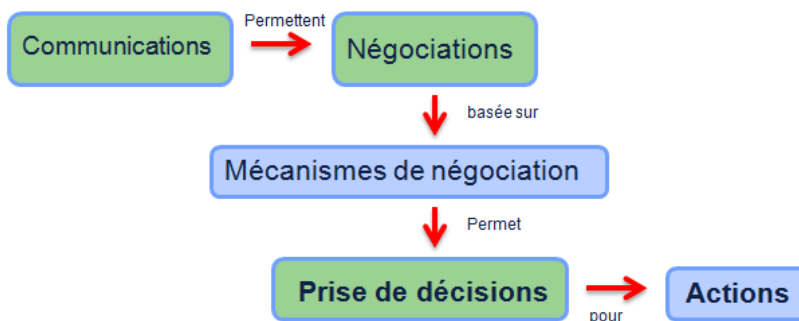 Permettent
Communications
Négociations
basée sur
Mécanismes de négociation
Permet
Prise de décisions
pour
Actions